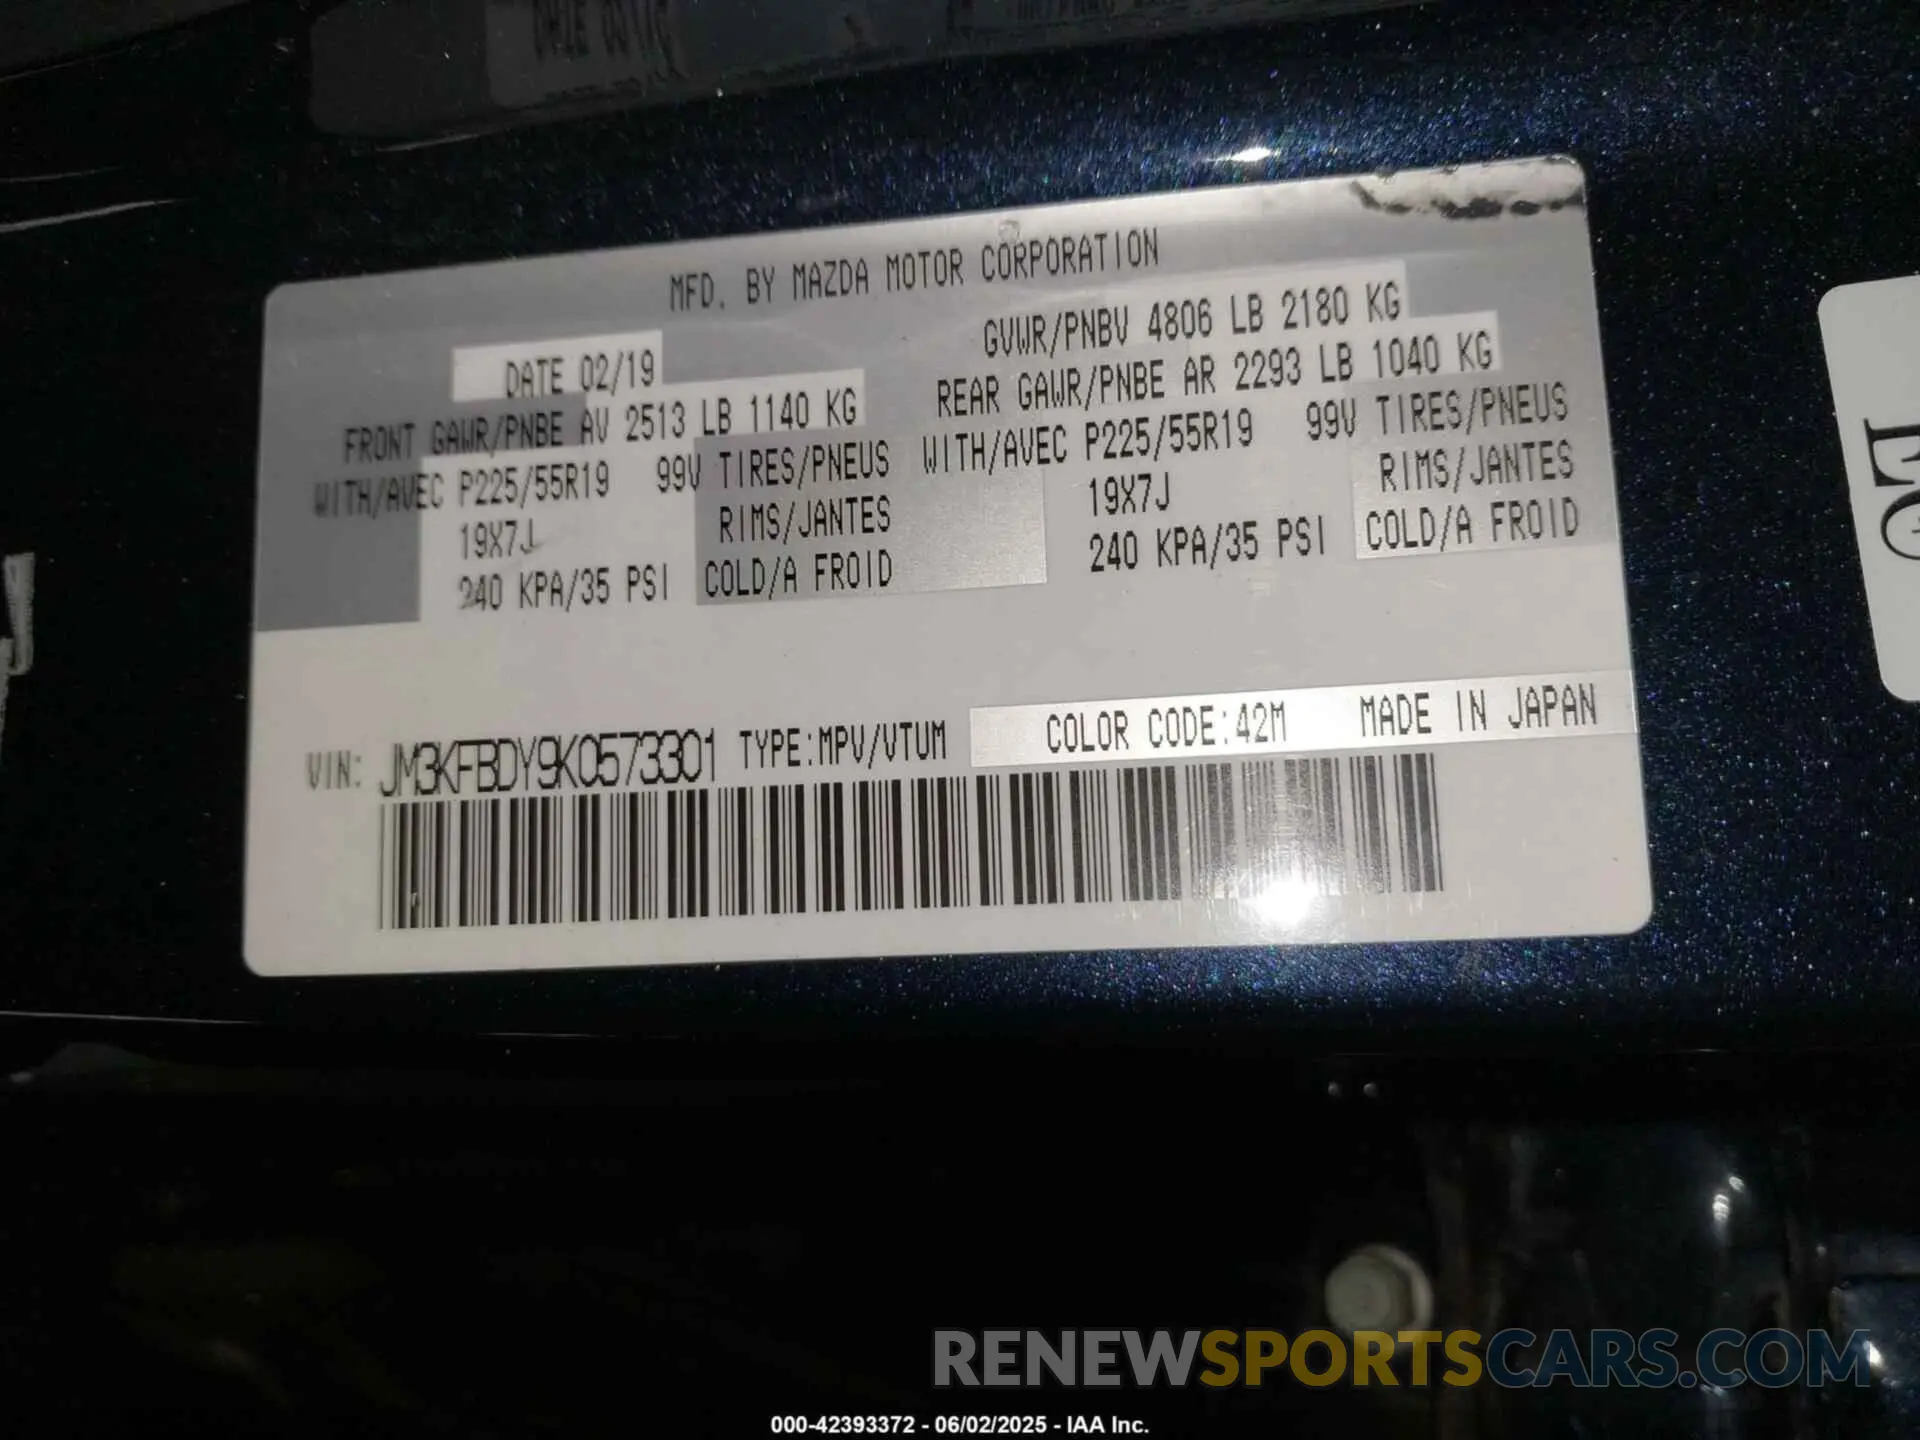 MFD. BY MAZDA MOTOR CORPORATION
DATE 02/19 GVWR/PNBV 4806 LB 2180 KG
FRONT GAWR/PNBE AV 2513 LB 1140 KG REAR GAWR/PNBE AR 2293 LB 1040 KG
WITH/AVEC P225/55R19 99V TIRES/PNEUS WITH/AVEC P225/55R19 99V TIRES/PNEUS
19X7J RIMS/JANTES 19X7J RIMS/JANTES
240 KPA/35 PSI COLD/A FROID 240 KPA/35 PSI COLD/A FROID
VIN: JM3KFBDY9K0573301 TYPE:MPV/VTUM COLOR CODE:42M MADE IN JAPAN
RENEWSPORTSCARS.COM
000-42393372 - 06/02/2025 - IAA Inc.